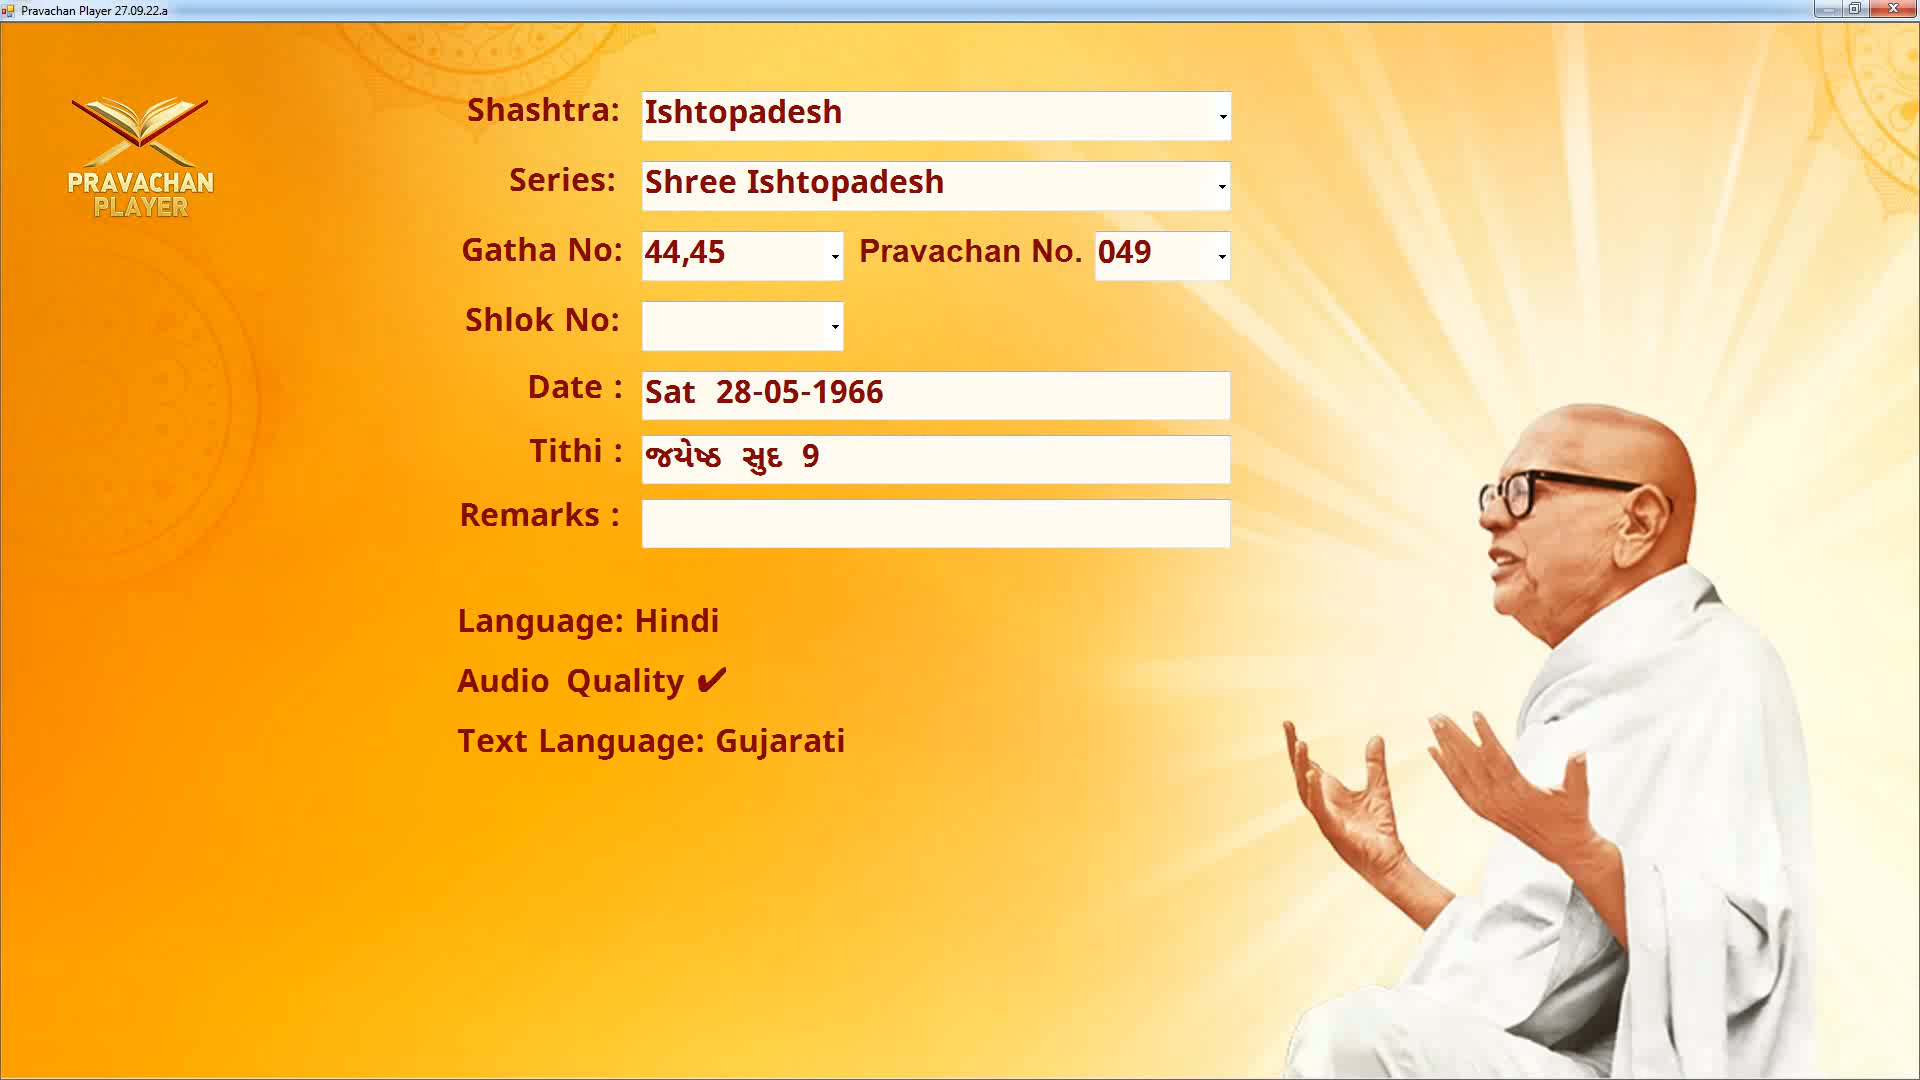 Pravachan Player 27.09.22.a
PRAVACHAN
PLAYER
Shashtra: Ishtopadesh
Series: Shree Ishtopadesh
Gatha No: 44,45 Pravachan No. 049
Shlok No:
Date : Sat 28-05-1966
Tithi : જયેષ્ઠ સુદ 9
Remarks :
Language: Hindi
Audio Quality ✔
Text Language: Gujarati